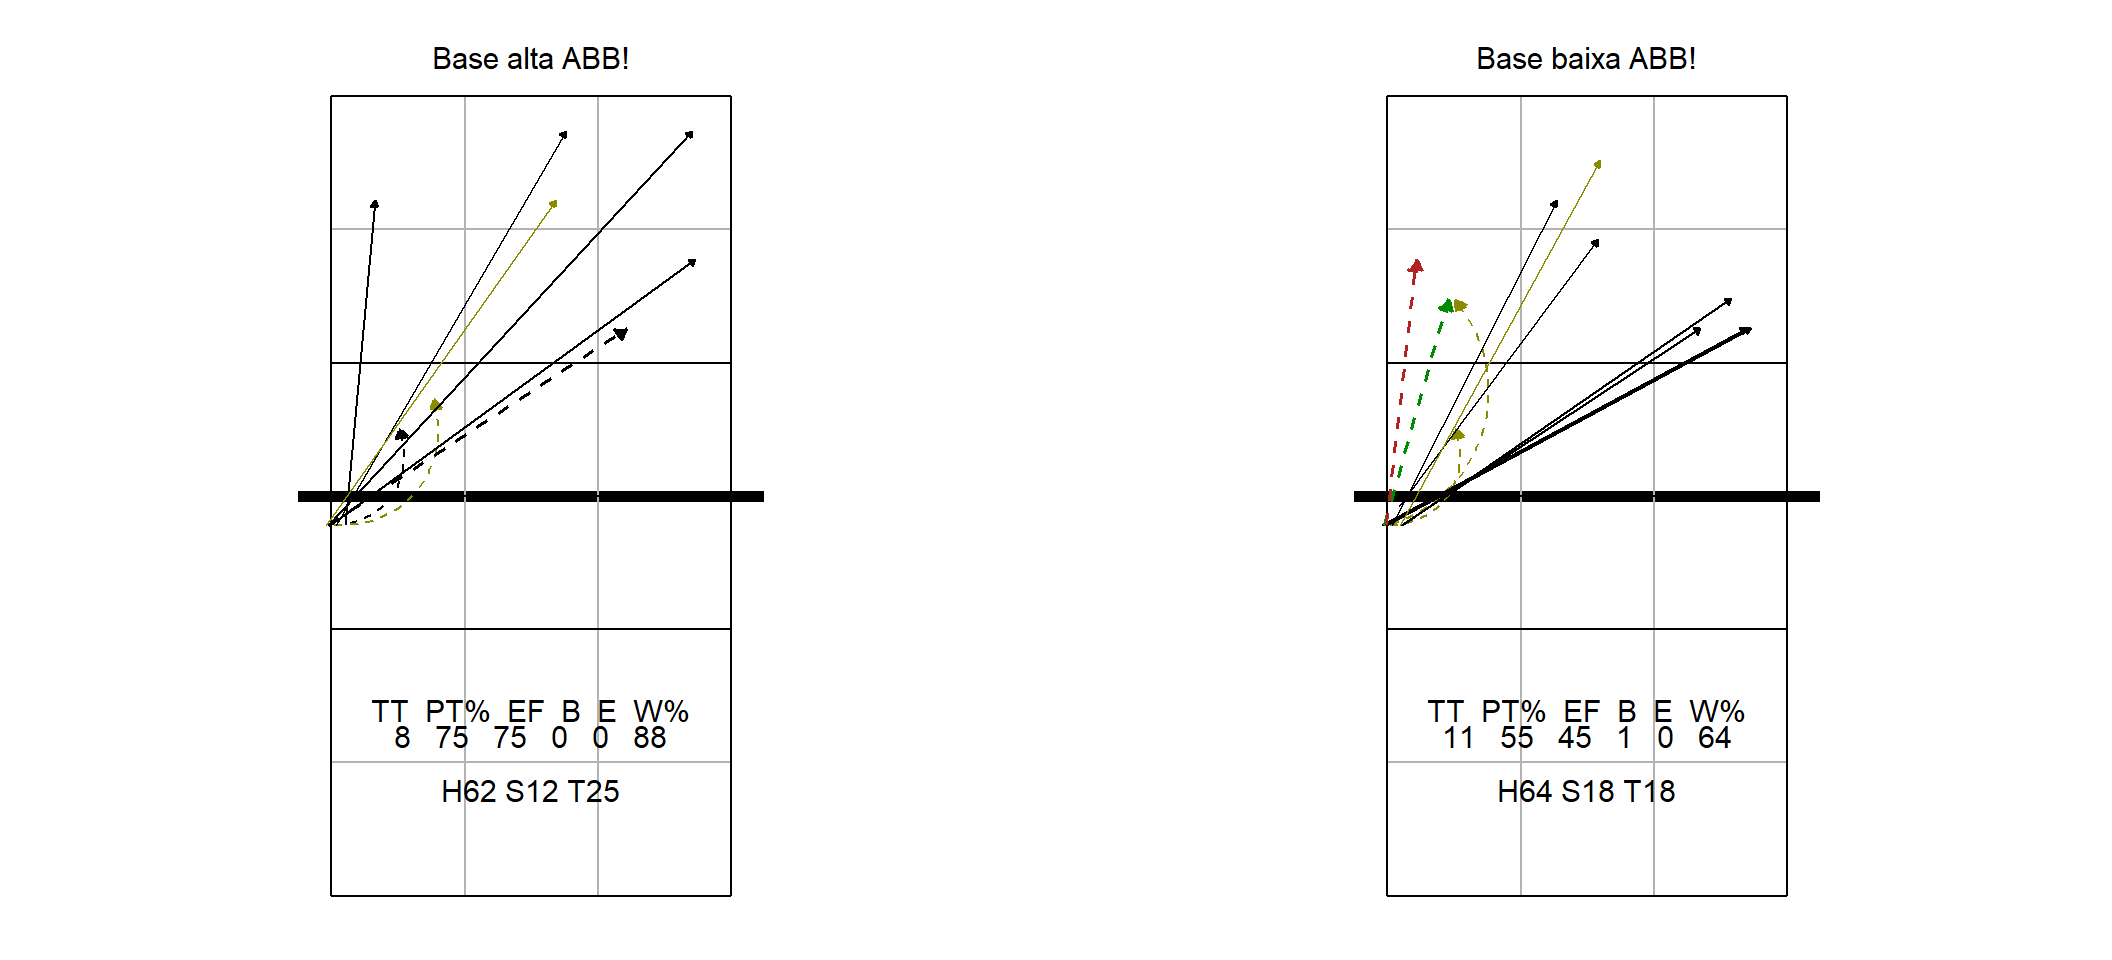 Base alta ABB!
TT PT% EF B E W%
8 75 75 0 0 88
H62 S12 T25
Base baixa ABB!
TT PT% EF B E W%
11 55 45 1 0 64
H64 S18 T18